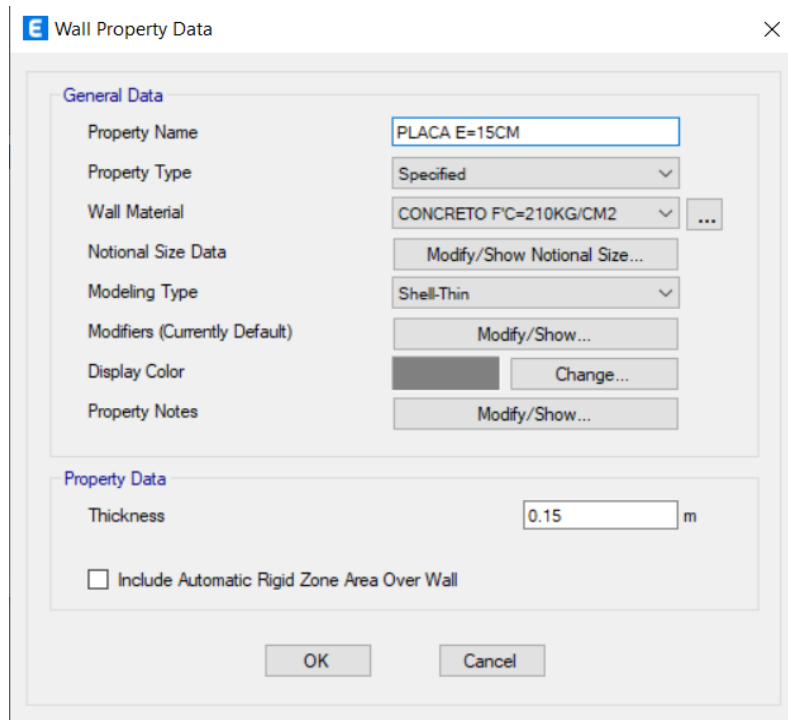 E Wall Property Data
General Data
Property Name PLACA E=15CM
Property Type Specified
Wall Material CONCRETO F'C=210KG/CM2 ...
Notional Size Data Modify/Show Notional Size...
Modeling Type Shell-Thin
Modifiers (Currently Default) Modify/Show...
Display Color Change...
Property Notes Modify/Show...
Property Data
Thickness 0.15 m
Include Automatic Rigid Zone Area Over Wall
OK Cancel